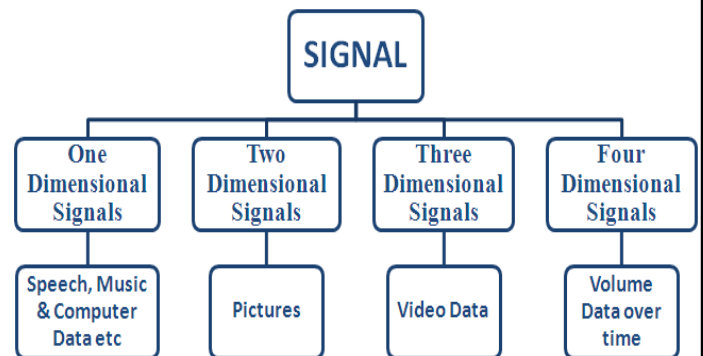 SIGNAL
One
Dimensional
Signals
Two
Dimensional
Signals
Three
Dimensional
Signals
Four
Dimensional
Signals
Speech, Music
& Computer
Data etc
Pictures
Video Data
Volume
Data over
time